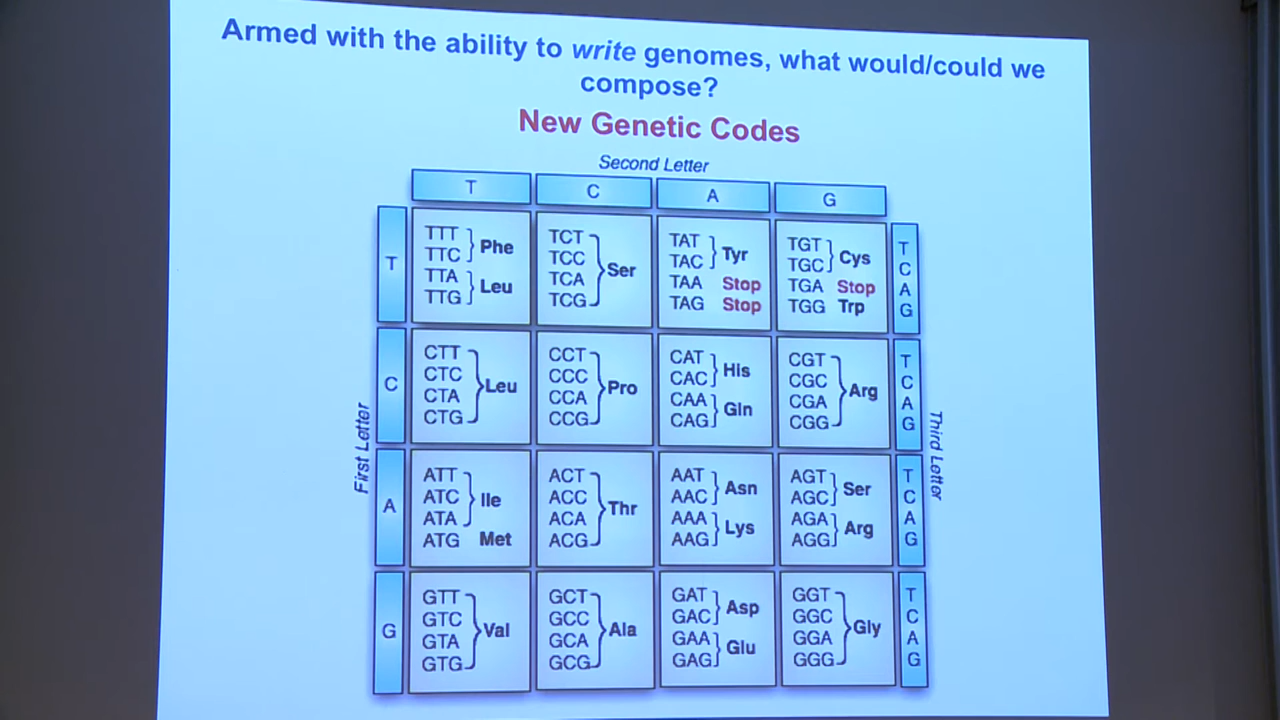 Armed with the ability to write genomes, what would/could we
compose?
New Genetic Codes
Second Letter
T C A G
First Letter
Third Letter
T
TTT
TTC
Phe
TTA
TTG
Leu
TCT
TCC
TCA
TCG
Ser
TAT
TAC
Tyr
TAA Stop
TAG Stop
TGT
TGC
Cys
TGA Stop
TGG Trp
T
C
A
G
C
CTT
CTC
CTA
CTG
Leu
CCT
CCC
CCA
CCG
Pro
CAT
CAC
His
CAA
CAG
Gln
CGT
CGC
CGA
CGG
Arg
T
C
A
G
A
ATT
ATC
ATA
Ile
ATG Met
ACT
ACC
ACA
ACG
Thr
AAT
AAC
Asn
AAA
AAG
Lys
AGT
AGC
Ser
AGA
AGG
Arg
T
C
A
G
G
GTT
GTC
GTA
GTG
Val
GCT
GCC
GCA
GCG
Ala
GAT
GAC
Asp
GAA
GAG
Glu
GGT
GGC
GGA
GGG
Gly
T
C
A
G